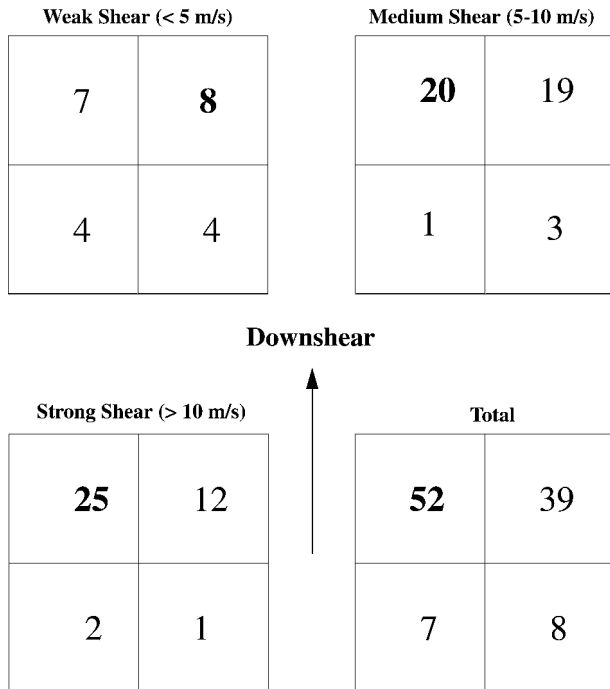 Weak Shear (< 5 m/s)
Medium Shear (5-10 m/s)
7 8
20 19
4 4
1 3
Downshear
Strong Shear (> 10 m/s)
Total
25 12
52 39
2 1
7 8